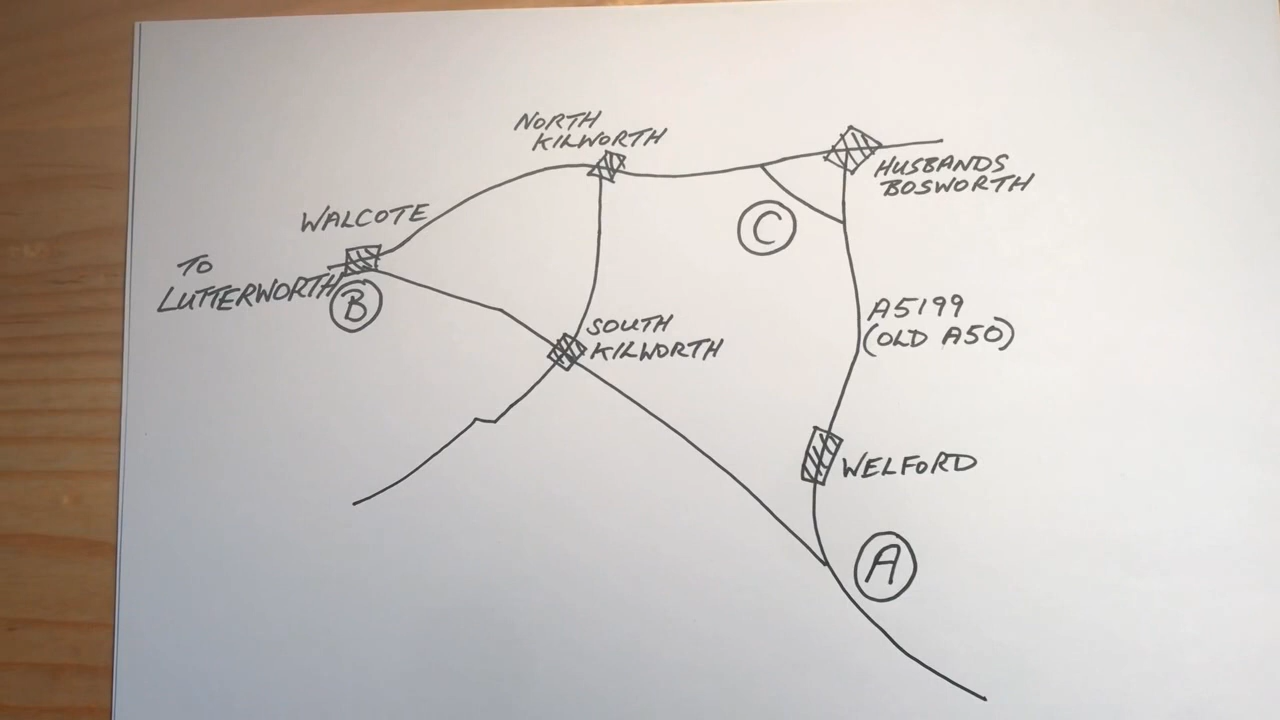 NORTH
KILWORTH
HUSBANDS
BOSWORTH
WALCOTE
C
TO
LUTTERWORTH
B
A5199
(OLD A50)
SOUTH
KILWORTH
WELFORD
A